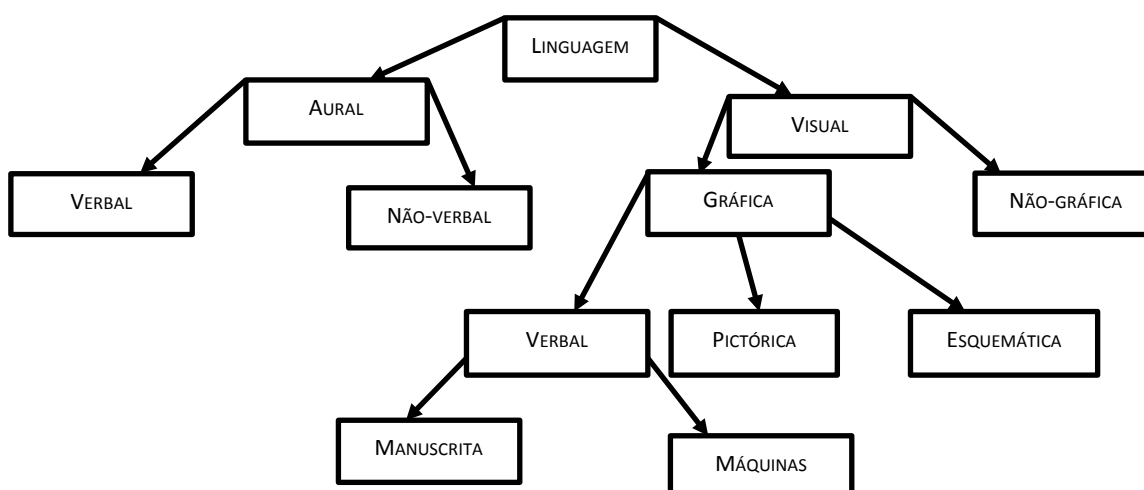 LINGUAGEM
AURAL
VISUAL
VERBAL
NÃO-VERBAL
GRÁFICA
NÃO-GRÁFICA
VERBAL
PICTÓRICA
ESQUEMÁTICA
MANUSCRITA
MÁQUINAS